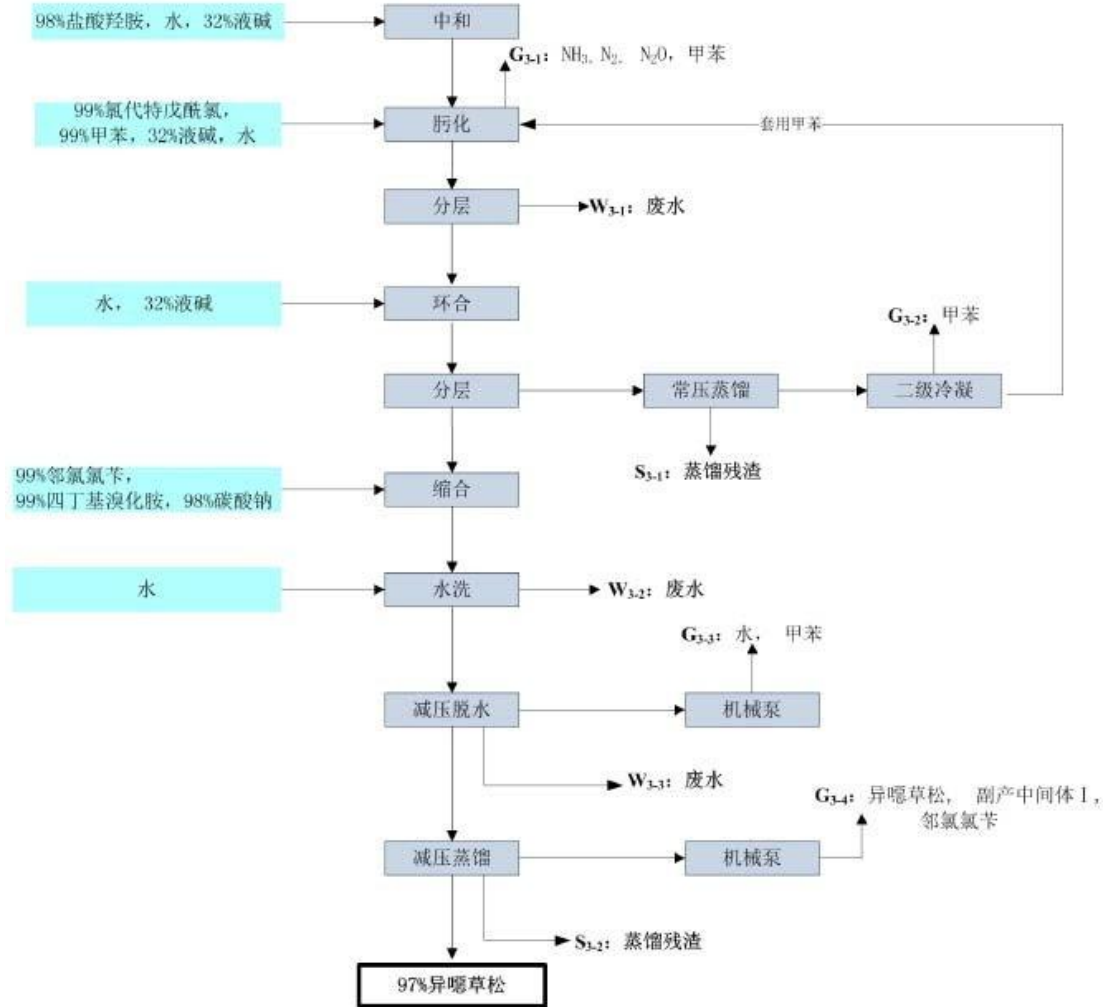 98%盐酸羟胺，水，32%液碱
中和
G3-1：NH3，N2， N2O，甲苯
99%氯代特戊酰氯，
99%甲苯，32%液碱，水
肟化
套用甲苯
分层
W3-1：废水
水， 32%液碱
环合
G3-2：甲苯
分层
常压蒸馏
二级冷凝
S3-1：蒸馏残渣
99%邻氯氯苄，
99%四丁基溴化胺，98%碳酸钠
缩合
水
水洗
W3-2：废水
G3-3：水， 甲苯
减压脱水
机械泵
W3-3：废水
G3-4：异噁草松， 副产中间体Ⅰ，
邻氯氯苄
减压蒸馏
机械泵
S3-2：蒸馏残渣
97%异噁草松